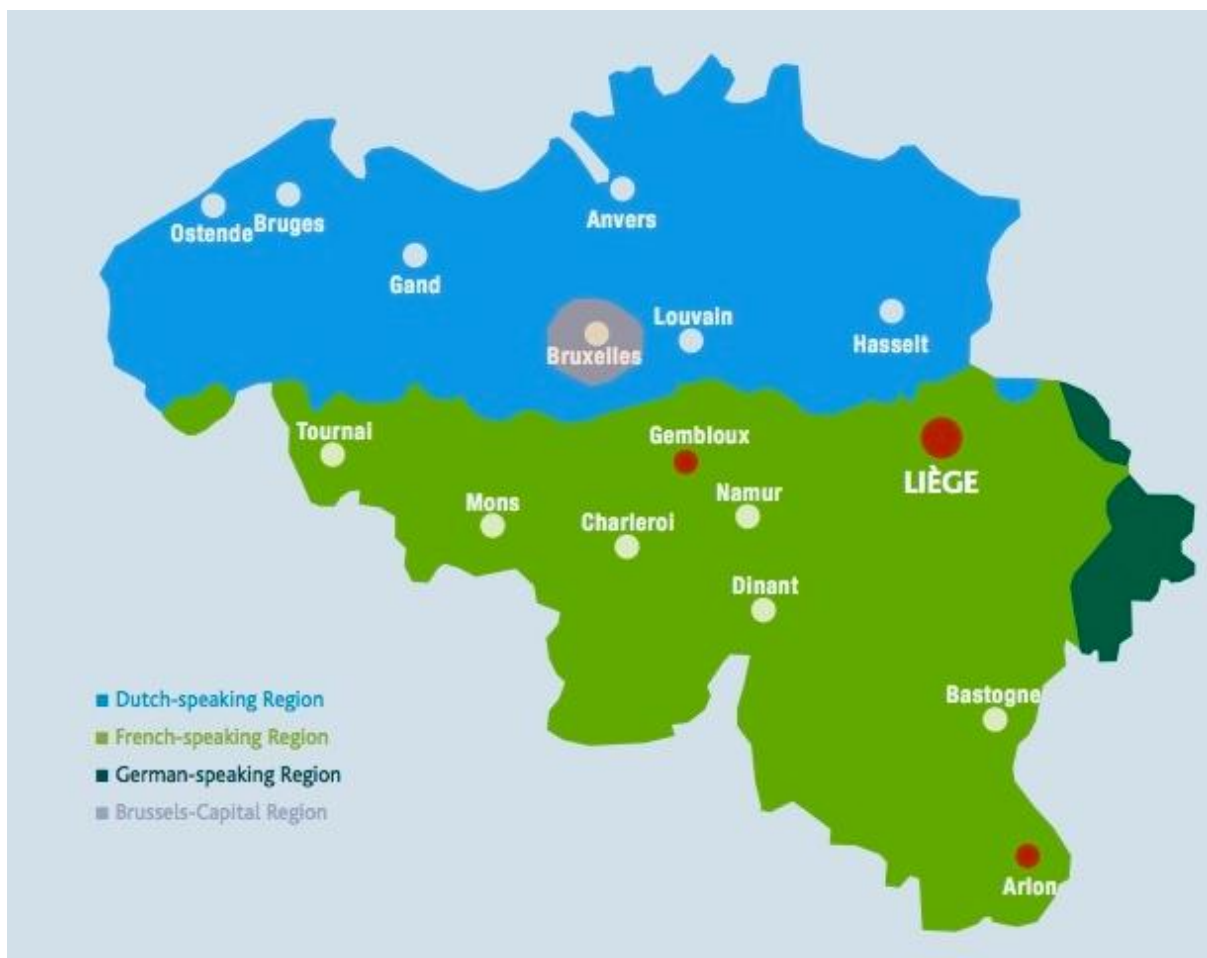 Ostende
Bruges
Anvers
Gand
Louvain
Bruxelles
Hasselt
Tournai
Gembloux
LIÈGE
Mons
Namur
Charleroi
Dinant
Bastogne
Arlon
Dutch-speaking Region
French-speaking Region
German-speaking Region
Brussels-Capital Region